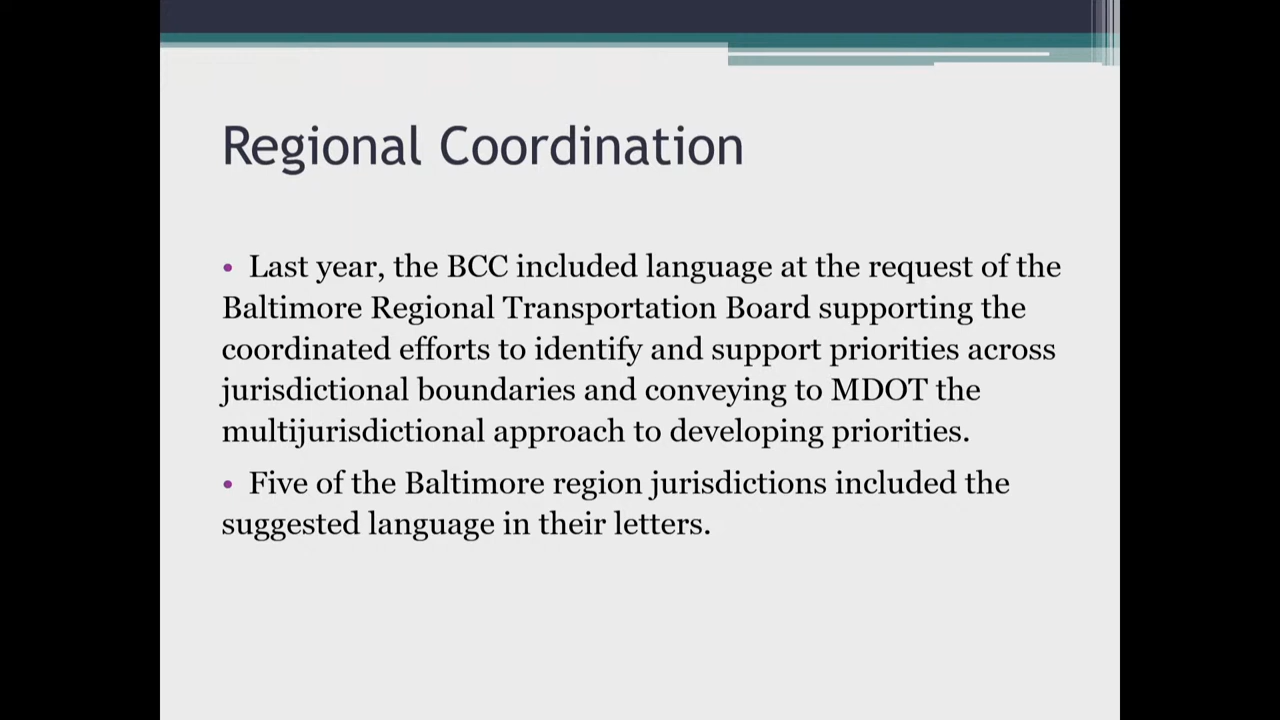 Regional Coordination
• Last year, the BCC included language at the request of the
Baltimore Regional Transportation Board supporting the
coordinated efforts to identify and support priorities across
jurisdictional boundaries and conveying to MDOT the
multijurisdictional approach to developing priorities.
• Five of the Baltimore region jurisdictions included the
suggested language in their letters.